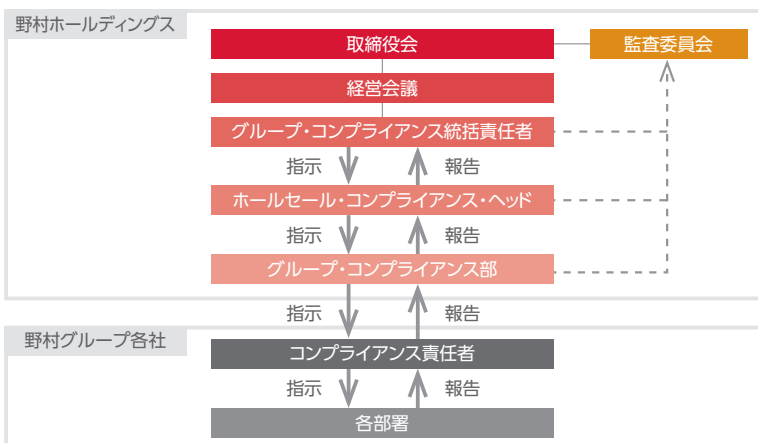 野村ホールディングス
取締役会
監査委員会
経営会議
グループ・コンプライアンス統括責任者
指示
報告
ホールセール・コンプライアンス・ヘッド
指示
報告
グループ・コンプライアンス部
指示
報告
野村グループ各社
コンプライアンス責任者
指示
報告
各部署